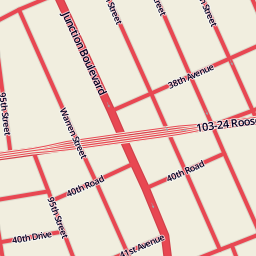 Junction Boulevard
38th Avenue
95th Street
Warren Street
103-24 Roos
40th Road
40th Road
95th Street
40th Drive
41st Avenue